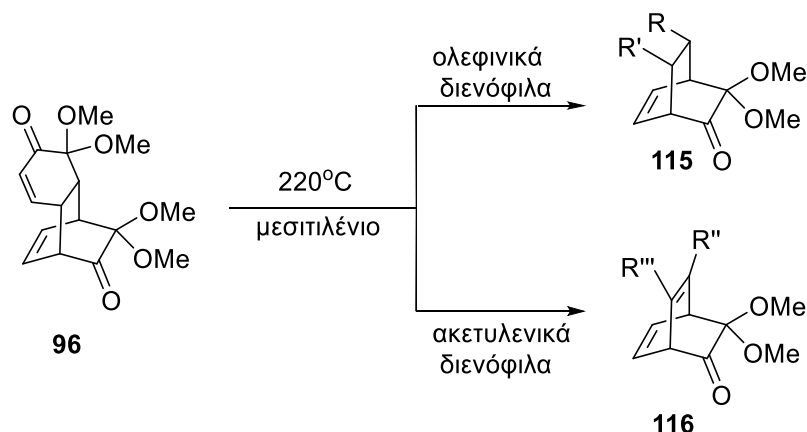 O
OMe
OMe
OMe
OMe
O
96
220°C
μεσιτιλένιο
ολεφινικά
διενόφιλα
R
R'
OMe
OMe
O
115
ακετυλενικά
διενόφιλα
R''
R'''
OMe
OMe
O
116